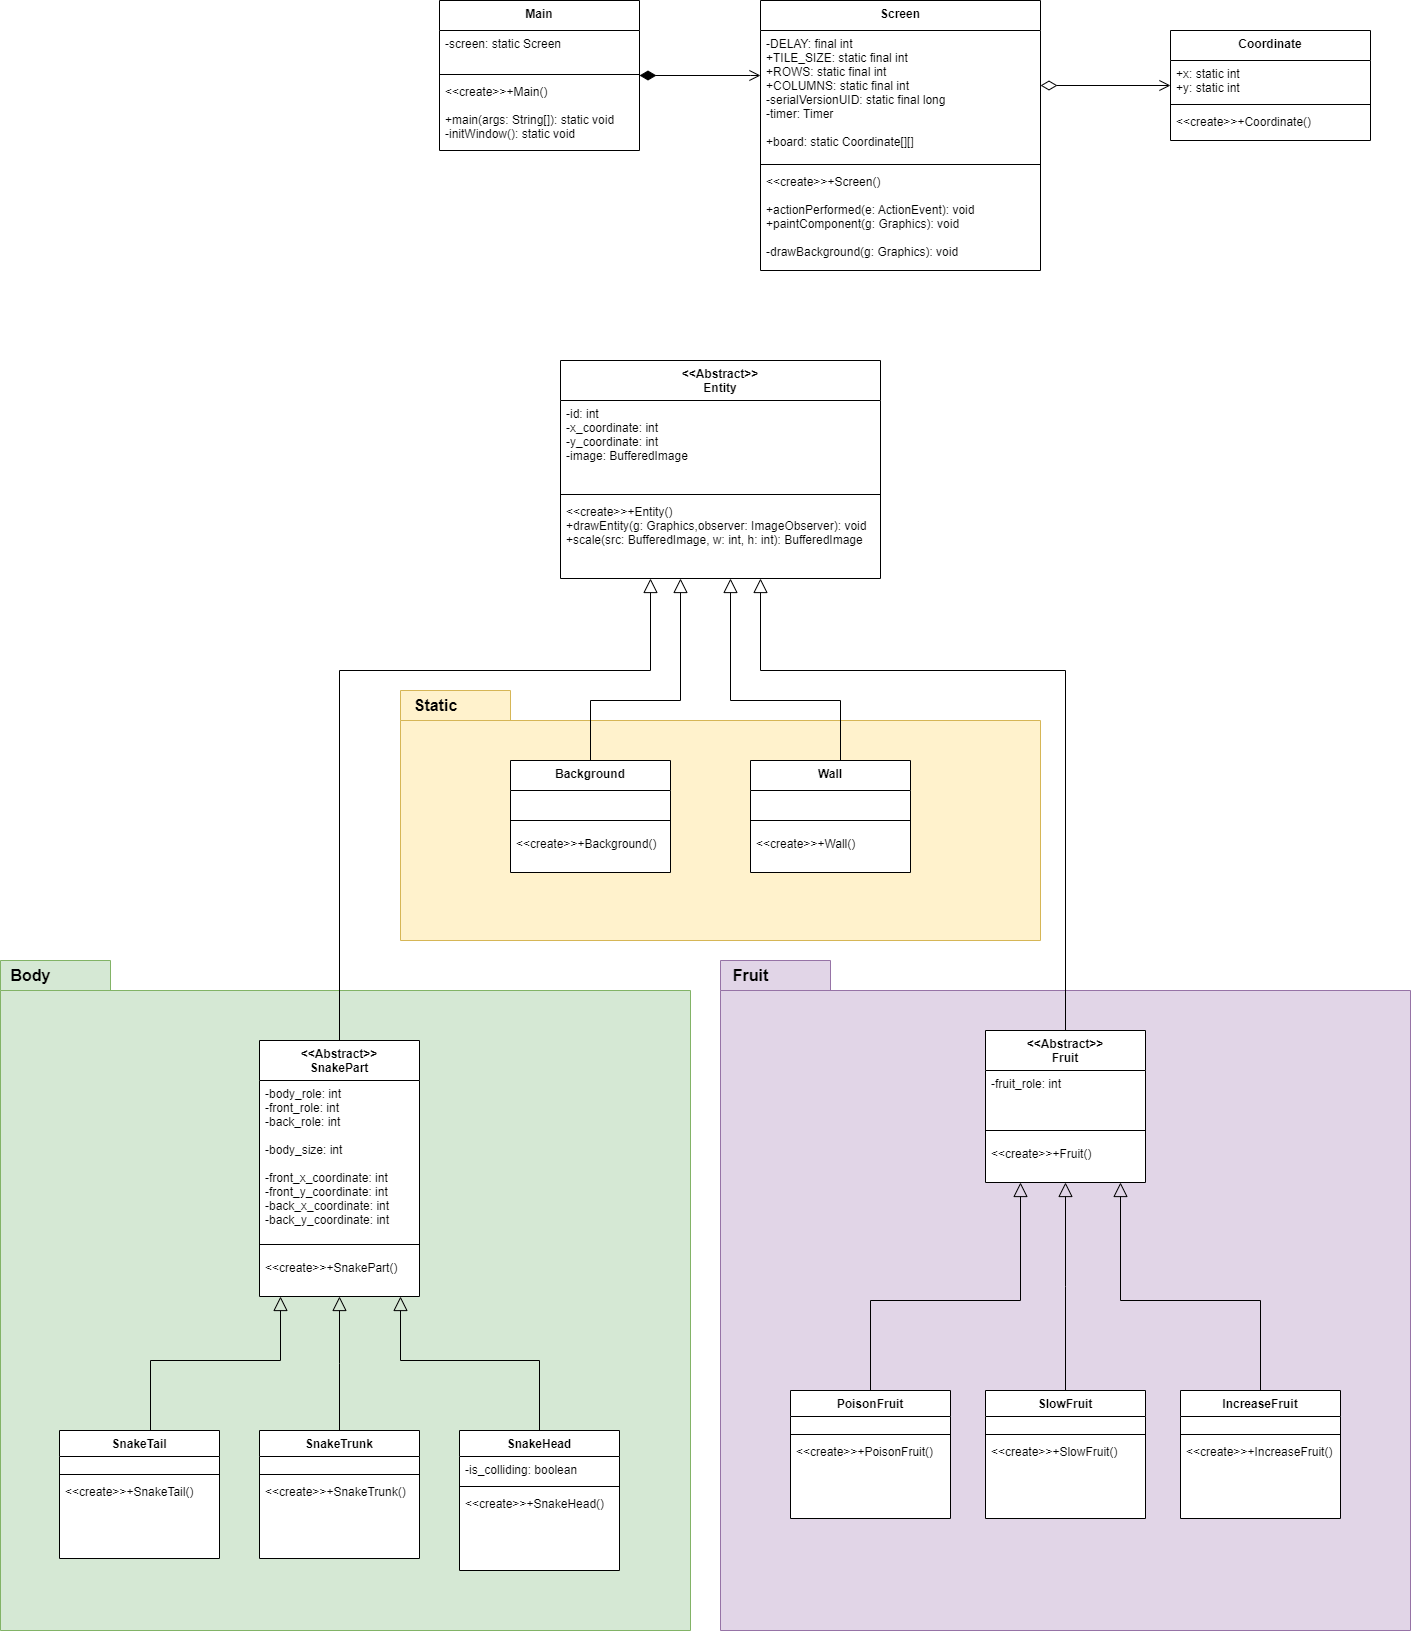 Main
-screen: static Screen
<<create>>+Main()
+main(args: String[]): static void
-initWindow(): static void
Screen
-DELAY: final int
+TILE_SIZE: static final int
+ROWS: static final int
+COLUMNS: static final int
-serialVersionUID: static final long
-timer: Timer
+board: static Coordinate[][]
<<create>>+Screen()
+actionPerformed(e: ActionEvent): void
+paintComponent(g: Graphics): void
-drawBackground(g: Graphics): void
Coordinate
+x: static int
+y: static int
<<create>>+Coordinate()
<<Abstract>>
Entity
-id: int
-x_coordinate: int
-y_coordinate: int
-image: BufferedImage
<<create>>+Entity()
+drawEntity(g: Graphics,observer: ImageObserver): void
+scale(src: BufferedImage, w: int, h: int): BufferedImage
Static
Background
<<create>>+Background()
Wall
<<create>>+Wall()
Body
<<Abstract>>
SnakePart
-body_role: int
-front_role: int
-back_role: int
-body_size: int
-front_x_coordinate: int
-front_y_coordinate: int
-back_x_coordinate: int
-back_y_coordinate: int
<<create>>+SnakePart()
SnakeTail
<<create>>+SnakeTail()
SnakeTrunk
<<create>>+SnakeTrunk()
SnakeHead
-is_colliding: boolean
<<create>>+SnakeHead()
Fruit
<<Abstract>>
Fruit
-fruit_role: int
<<create>>+Fruit()
PoisonFruit
<<create>>+PoisonFruit()
SlowFruit
<<create>>+SlowFruit()
IncreaseFruit
<<create>>+IncreaseFruit()